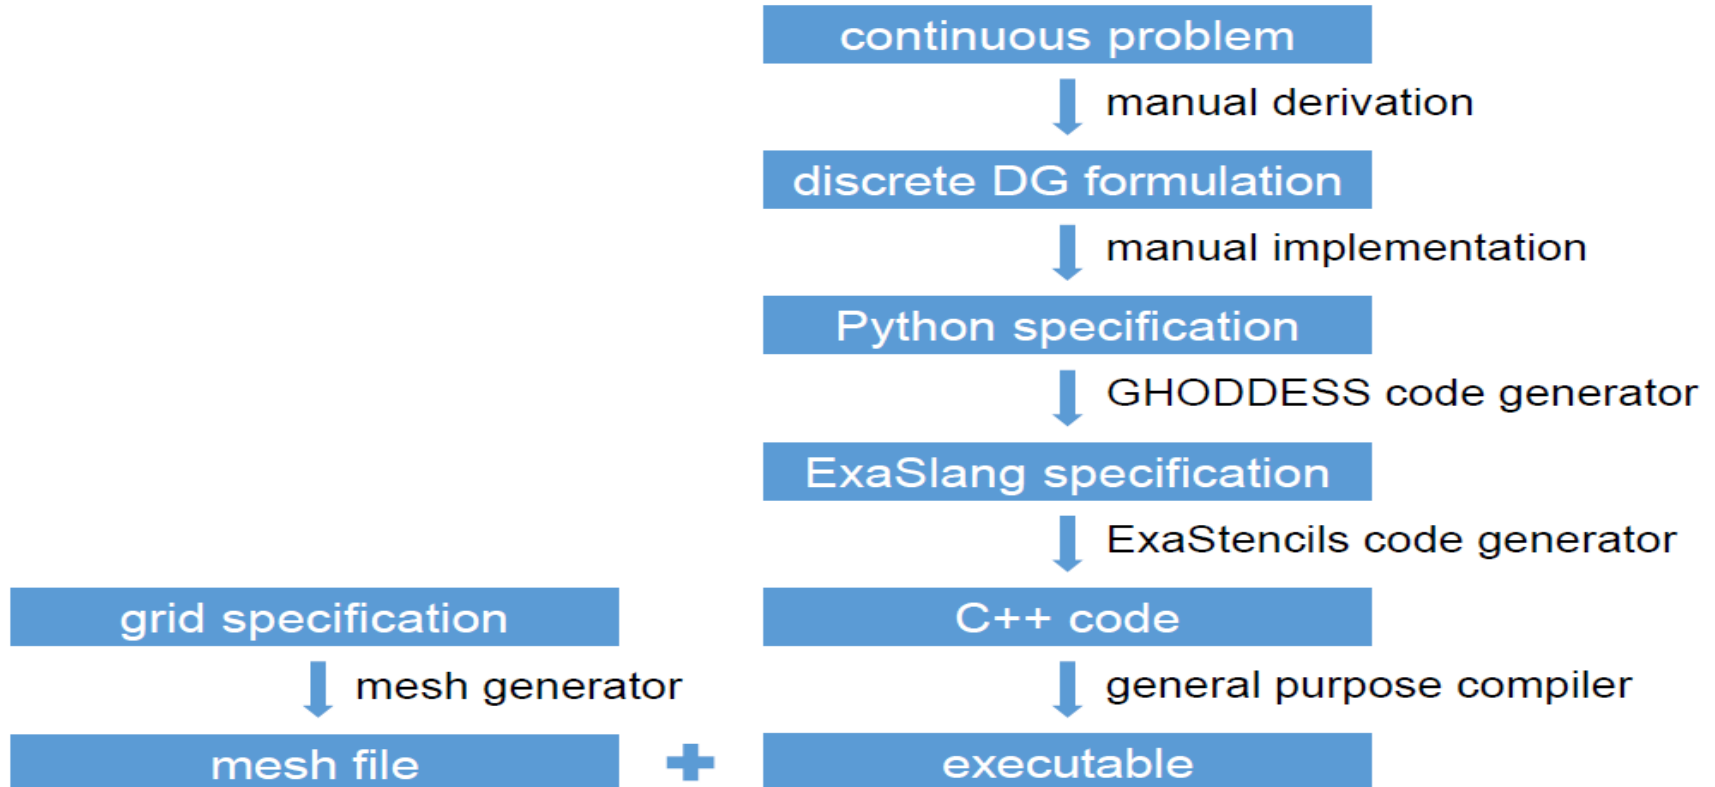 continuous problem
manual derivation
discrete DG formulation
manual implementation
Python specification
GHODDESS code generator
ExaSlang specification
ExaStencils code generator
grid specification
C++ code
mesh generator
general purpose compiler
mesh file
executable